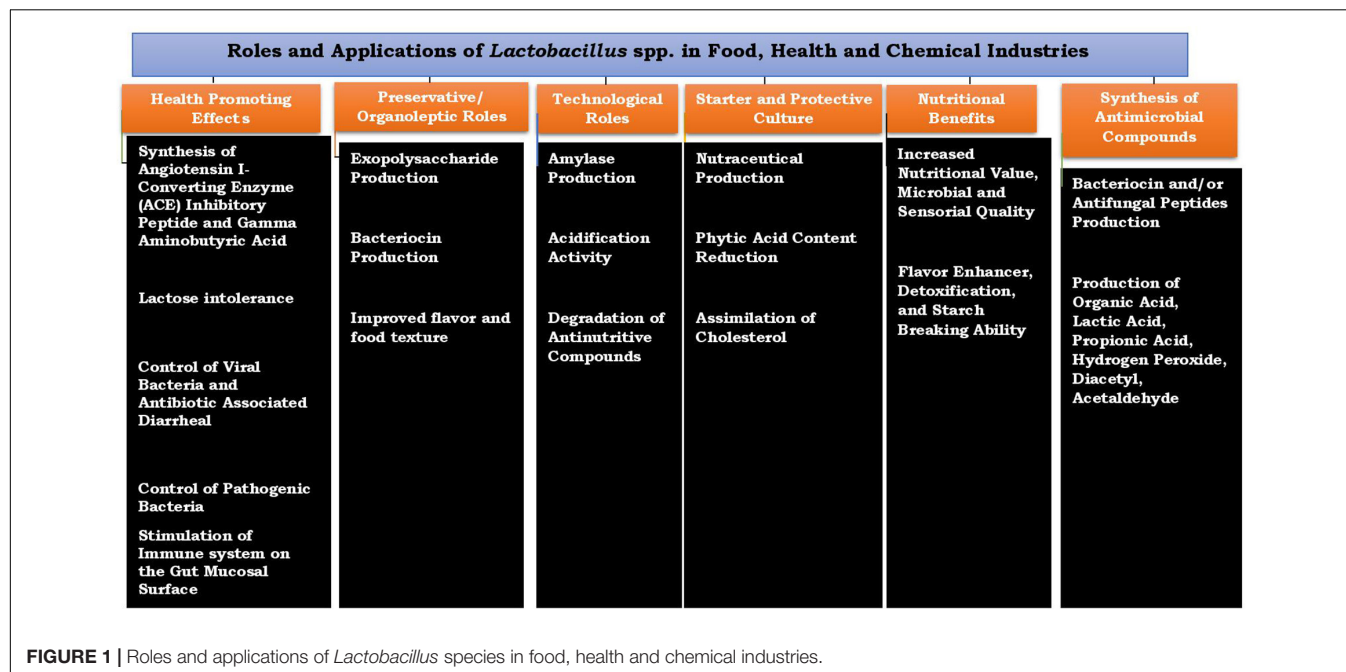 Roles and Applications of Lactobacillus spp. in Food, Health and Chemical Industries
Health Promoting
Effects
Synthesis of
Angiotensin I-
Converting Enzyme
(ACE) Inhibitory
Peptide and Gamma
Aminobutyric Acid
Lactose intolerance
Control of Viral
Bacteria and
Antibiotic Associated
Diarrheal
Control of Pathogenic
Bacteria
Stimulation of
Immune system on
the Gut Mucosal
Surface
Preservative/
Organoleptic Roles
Exopolysaccharide
Production
Bacteriocin
Production
Improved flavor and
food texture
Technological
Roles
Amylase
Production
Acidification
Activity
Degradation of
Antinutritive
Compounds
Starter and Protective
Culture
Nutraceutical
Production
Phytic Acid Content
Reduction
Assimilation of
Cholesterol
Nutritional
Benefits
Increased
Nutritional Value,
Microbial and
Sensorial Quality
Flavor Enhancer,
Detoxification,
and Starch
Breaking Ability
Synthesis of
Antimicrobial
Compounds
Bacteriocin and/or
Antifungal Peptides
Production
Production of
Organic Acid,
Lactic Acid,
Propionic Acid,
Hydrogen Peroxide,
Diacetyl,
Acetaldehyde
FIGURE 1 | Roles and applications of Lactobacillus species in food, health and chemical industries.